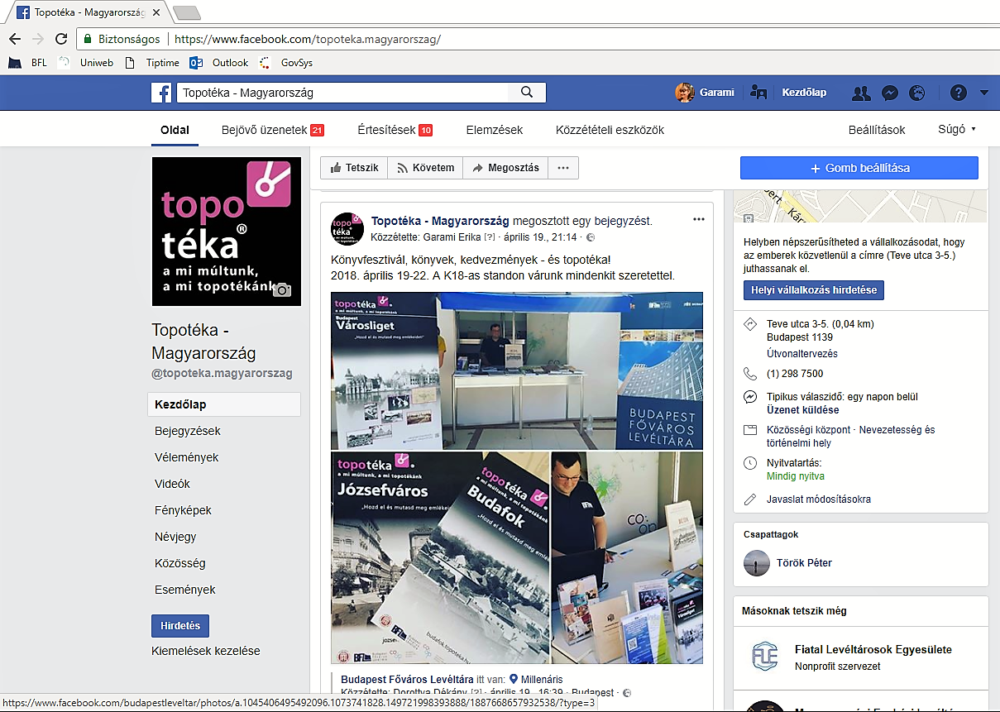 Topotéka - Magyarország
Biztonságos
https://www.facebook.com/topoteka.magyarorszag/
BFL
Uniweb
Tiptime
Outlook
GovSys
Topotéka - Magyarország
Garami
Kezdőlap
Oldal
Bejövő üzenetek 21
Értesítések 10
Elemzések
Közzétételi eszközök
Beállítások
Súgó
topo
téka®
a mi múltunk,
a mi topotékánk
Topotéka -
Magyarország
@topoteka.magyarorszag
Kezdőlap
Bejegyzések
Vélemények
Videók
Fényképek
Névjegy
Közösség
Események
Hirdetés
Kiemelések kezelése
Tetszik
Követem
Megosztás
+ Gomb beállítása
topo
téka
Topotéka - Magyarország megosztott egy bejegyzést.
Közzétette: Garami Erika [?] · április 19., 21:14 ·
Könyvfesztivál, könyvek, kedvezmények - és topotéka!
2018. április 19-22. A K18-as standon várunk mindenkit szeretettel.
topotéka
a mi múltunk, a mi topotékánk
Budapest
Városliget
"Hozd el és mutasd meg emlékeidet!"
BUDAPEST
FŐVÁROS
LEVÉLTÁRA
topotéka
a mi múltunk, a mi topotékánk
Józsefváros
"Hozd el és mutasd meg
topotéka
a mi múltunk, a mi topotékánk
Budafok
"Hozd el és mutasd meg
budafok.topoteka.hu
BFL
BFL
co
op
Városliget
Budapest Főváros Levéltára itt van: Millenáris
Közzétette: Dorottya Dékány [?] · április 19., 16:39 · Budapest ·
Helyben népszerűsítheted a vállalkozásodat, hogy
az emberek közvetlenül a címre (Teve utca 3-5.)
juthassanak el.
Helyi vállalkozás hirdetése
Teve utca 3-5. (0,04 km)
Budapest 1139
Útvonaltervezés
(1) 298 7500
Tipikus válaszidő: egy napon belül
Üzenet küldése
Közösségi központ · Nevezetesség és
történelmi hely
Nyitvatartás:
Mindig nyitva
Javaslat módosításokra
Csapattagok
Török Péter
Másoknak tetszik még
FLE
Fiatal Levéltárosok Egyesülete
Nonprofit szervezet
https://www.facebook.com/budapestleveltar/photos/a.1045406495492096.1073741828.149721998393888/1887668657932538/?type=3